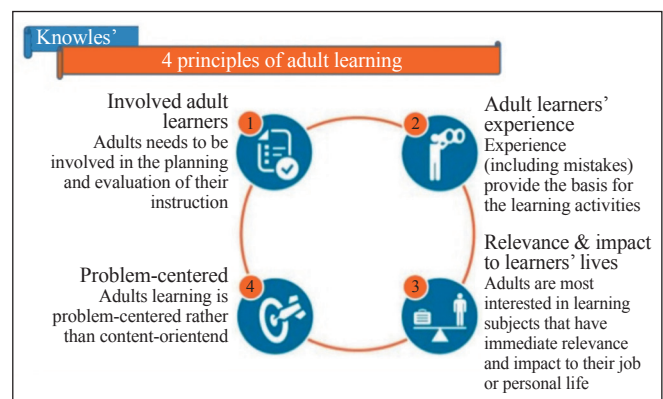 Knowles’
4 principles of adult learning
Involved adult
learners
1
Adults needs to be
involved in the planning
and evaluation of their
instruction
2
Adult learners’
experience
Experience
(including mistakes)
provide the basis for
the learning activities
Relevance & impact
to learners’ lives
3
Adults are most
interested in learning
subjects that have
immediate relevance
and impact to their job
or personal life
Problem-centered
4
Adults learning is
problem-centered rather
than content-orientend